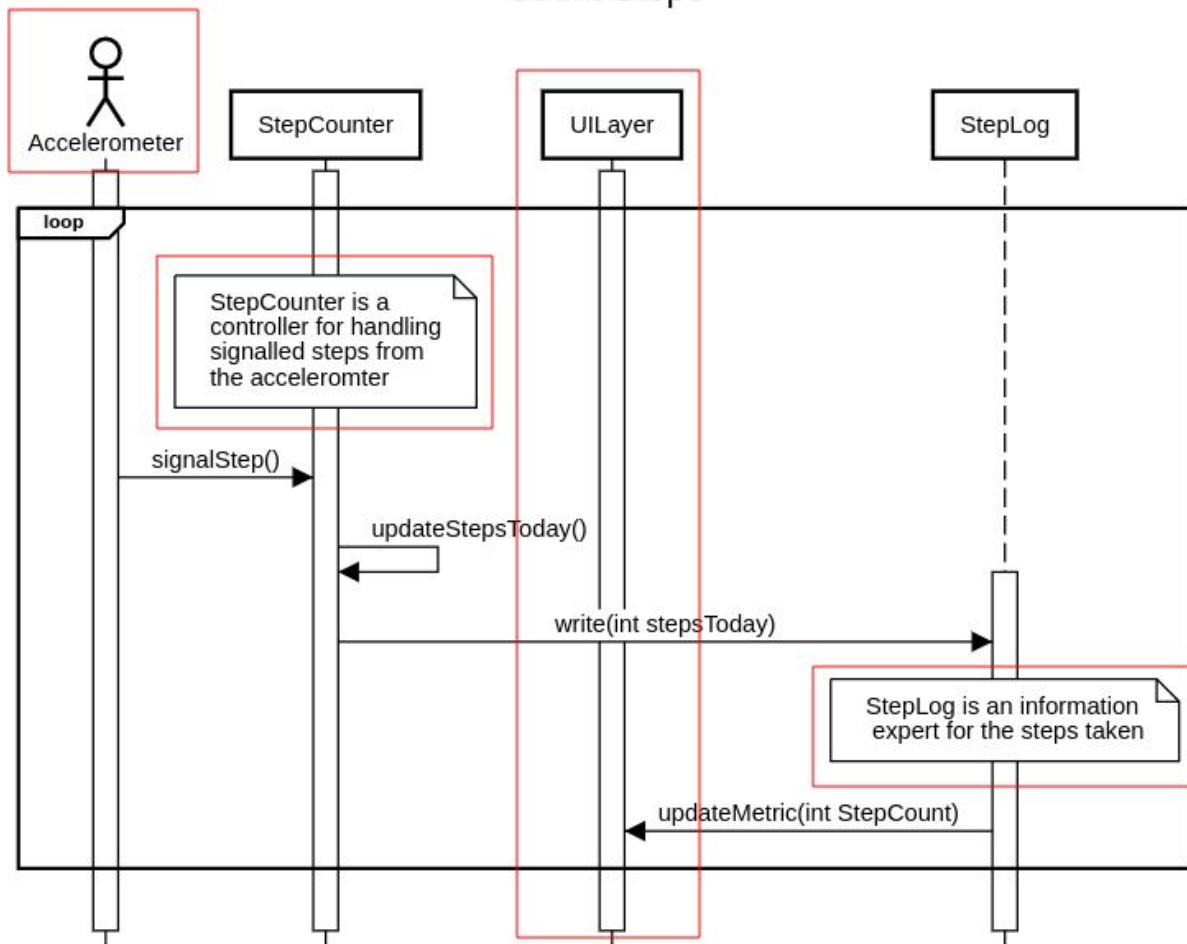 Accelerometer
StepCounter
UILayer
StepLog
loop
StepCounter is a
controller for handling
signalled steps from
the acceleromter
signalStep()
updateStepsToday()
write(int stepsToday)
StepLog is an information
expert for the steps taken
updateMetric(int StepCount)